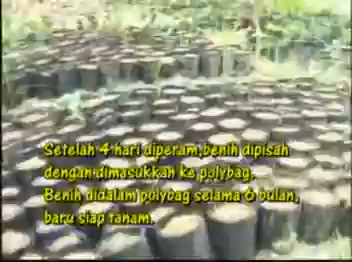 Setelah 4 hari diperam,benih dipisah
dengan dimasukkan ke polybag.
Benih didalam polybag selama 6 bulan,
baru siap tanam.